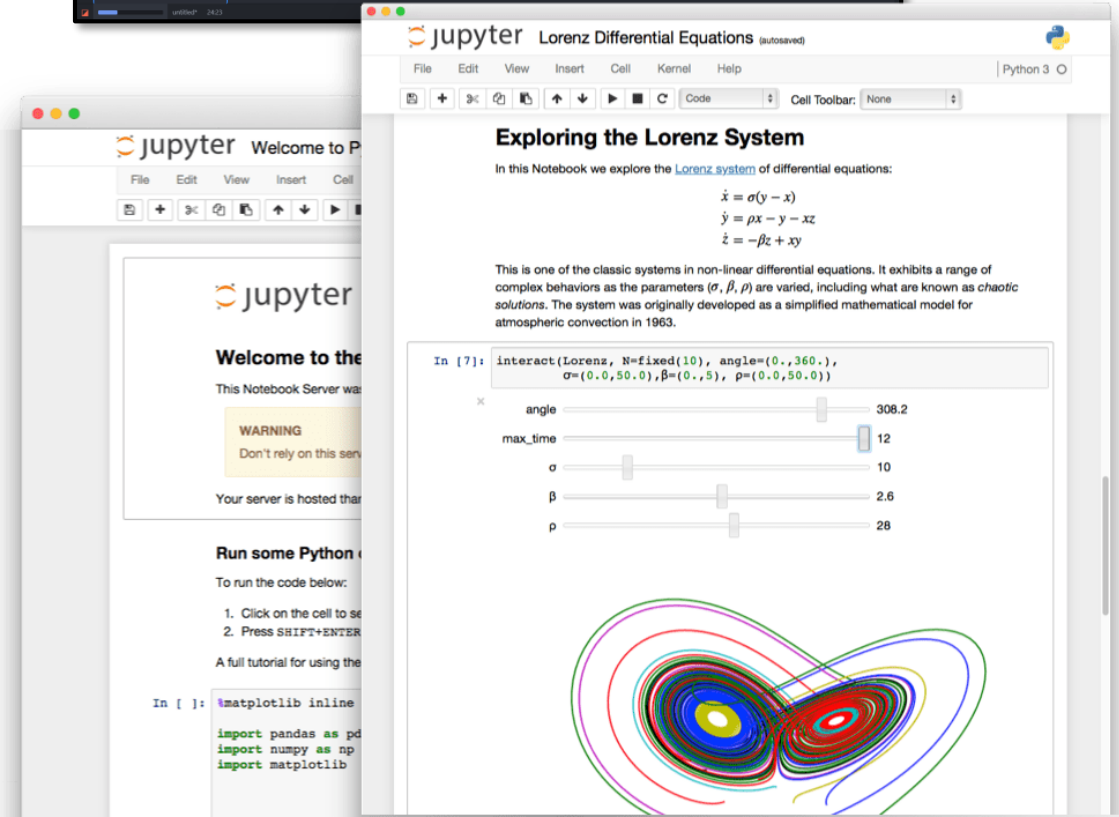 untitled* 24:23
jupyter Lorenz Differential Equations (autosaved)
File Edit View Insert Cell Kernel Help
Python 3
Code
Cell Toolbar: None
Exploring the Lorenz System
In this Notebook we explore the Lorenz system of differential equations:
ẋ = σ(y − x)
ẏ = ρx − y − xz
ż = −βz + xy
This is one of the classic systems in non-linear differential equations. It exhibits a range of
complex behaviors as the parameters (σ, β, ρ) are varied, including what are known as chaotic
solutions. The system was originally developed as a simplified mathematical model for
atmospheric convection in 1963.
In [7]: interact(Lorenz, N=fixed(10), angle=(0.,360.),
σ=(0.0,50.0),β=(0.,5), ρ=(0.0,50.0))
angle 308.2
max_time 12
σ 10
β 2.6
ρ 28
jupyter Welcome to P
File Edit View Insert Cell
jupyter
Welcome to the
This Notebook Server was
WARNING
Don't rely on this serv
Your server is hosted than
Run some Python
To run the code below:
1. Click on the cell to se
2. Press SHIFT+ENTER
A full tutorial for using the
In [ ]: %matplotlib inline
import pandas as pd
import numpy as np
import matplotlib